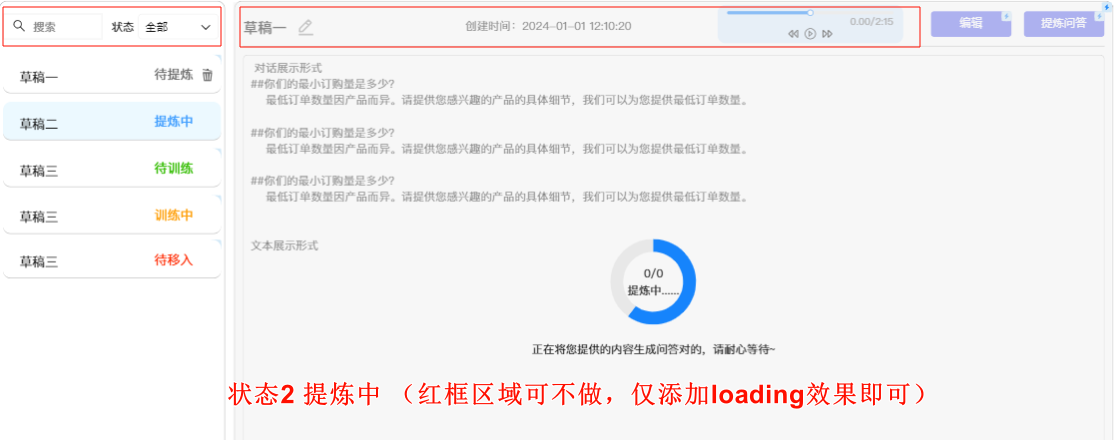 搜索 状态 全部
草稿一 待提炼
草稿二 提炼中
草稿三 待训练
草稿三 训练中
草稿三 待移入
草稿一 创建时间：2024-01-01 12:10:20 0.00/2:15 编辑 提炼问答
对话展示形式
##你们的最小订购量是多少?
最低订单数量因产品而异。请提供您感兴趣的产品的具体细节，我们可以为您提供最低订单数量。
##你们的最小订购量是多少?
最低订单数量因产品而异。请提供您感兴趣的产品的具体细节，我们可以为您提供最低订单数量。
##你们的最小订购量是多少?
最低订单数量因产品而异。请提供您感兴趣的产品的具体细节，我们可以为您提供最低订单数量。
文本展示形式
0/0
提炼中......
正在将您提供的内容生成问答对的，请耐心等待~
状态2 提炼中 （红框区域可不做，仅添加loading效果即可）